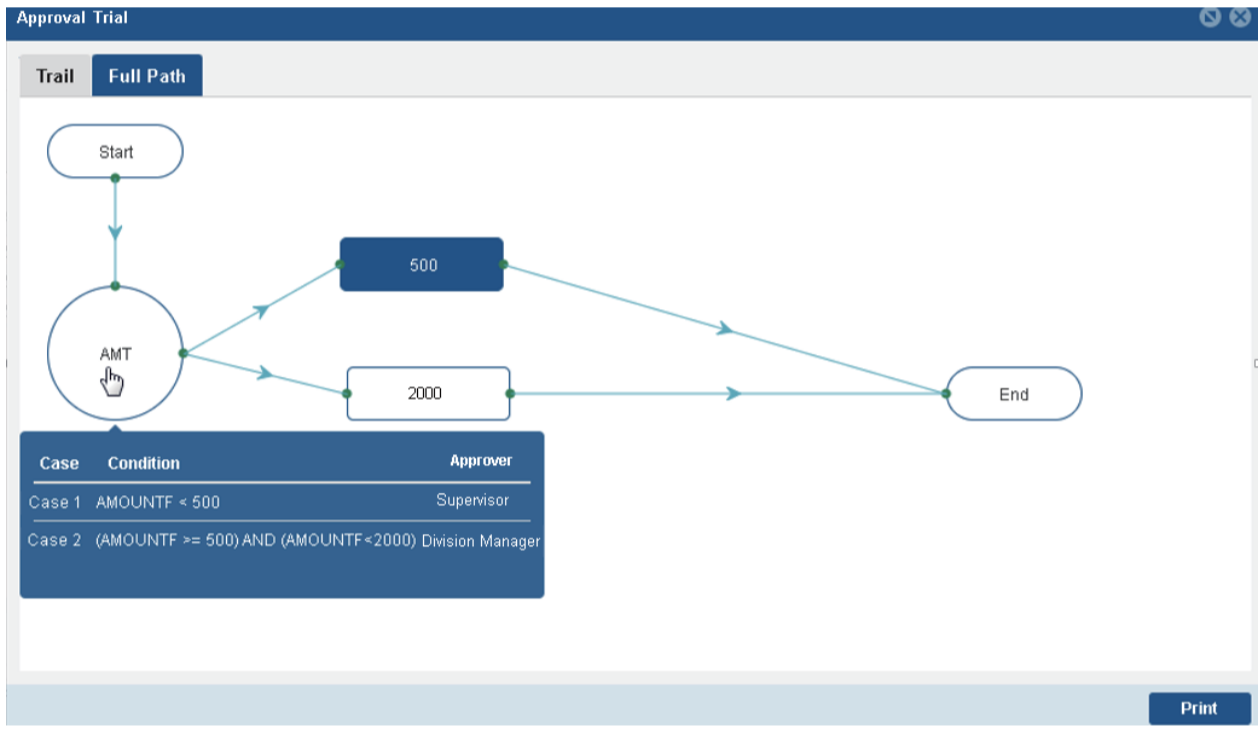 Approval Trial
Trail Full Path
Start
500
AMT
2000
End
Case Condition Approver
Case 1 AMOUNTF < 500 Supervisor
Case 2 (AMOUNTF >= 500) AND (AMOUNTF<2000) Division Manager
Print